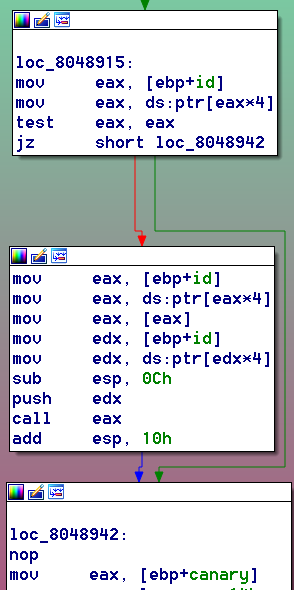 loc_8048915:
mov eax, [ebp+id]
mov eax, ds:ptr[eax*4]
test eax, eax
jz short loc_8048942
mov eax, [ebp+id]
mov eax, ds:ptr[eax*4]
mov eax, [eax]
mov edx, [ebp+id]
mov edx, ds:ptr[edx*4]
sub esp, 0Ch
push edx
call eax
add esp, 10h
loc_8048942:
nop
mov eax, [ebp+canary]